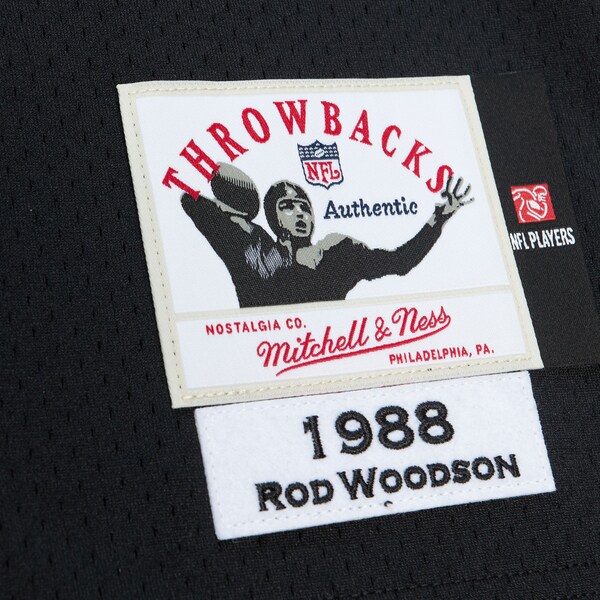 THROWBACKS
NFL
Authentic
NFL PLAYERS
NOSTALGIA CO.
Mitchell & Ness
PHILADELPHIA, PA.
1988
ROD WOODSON